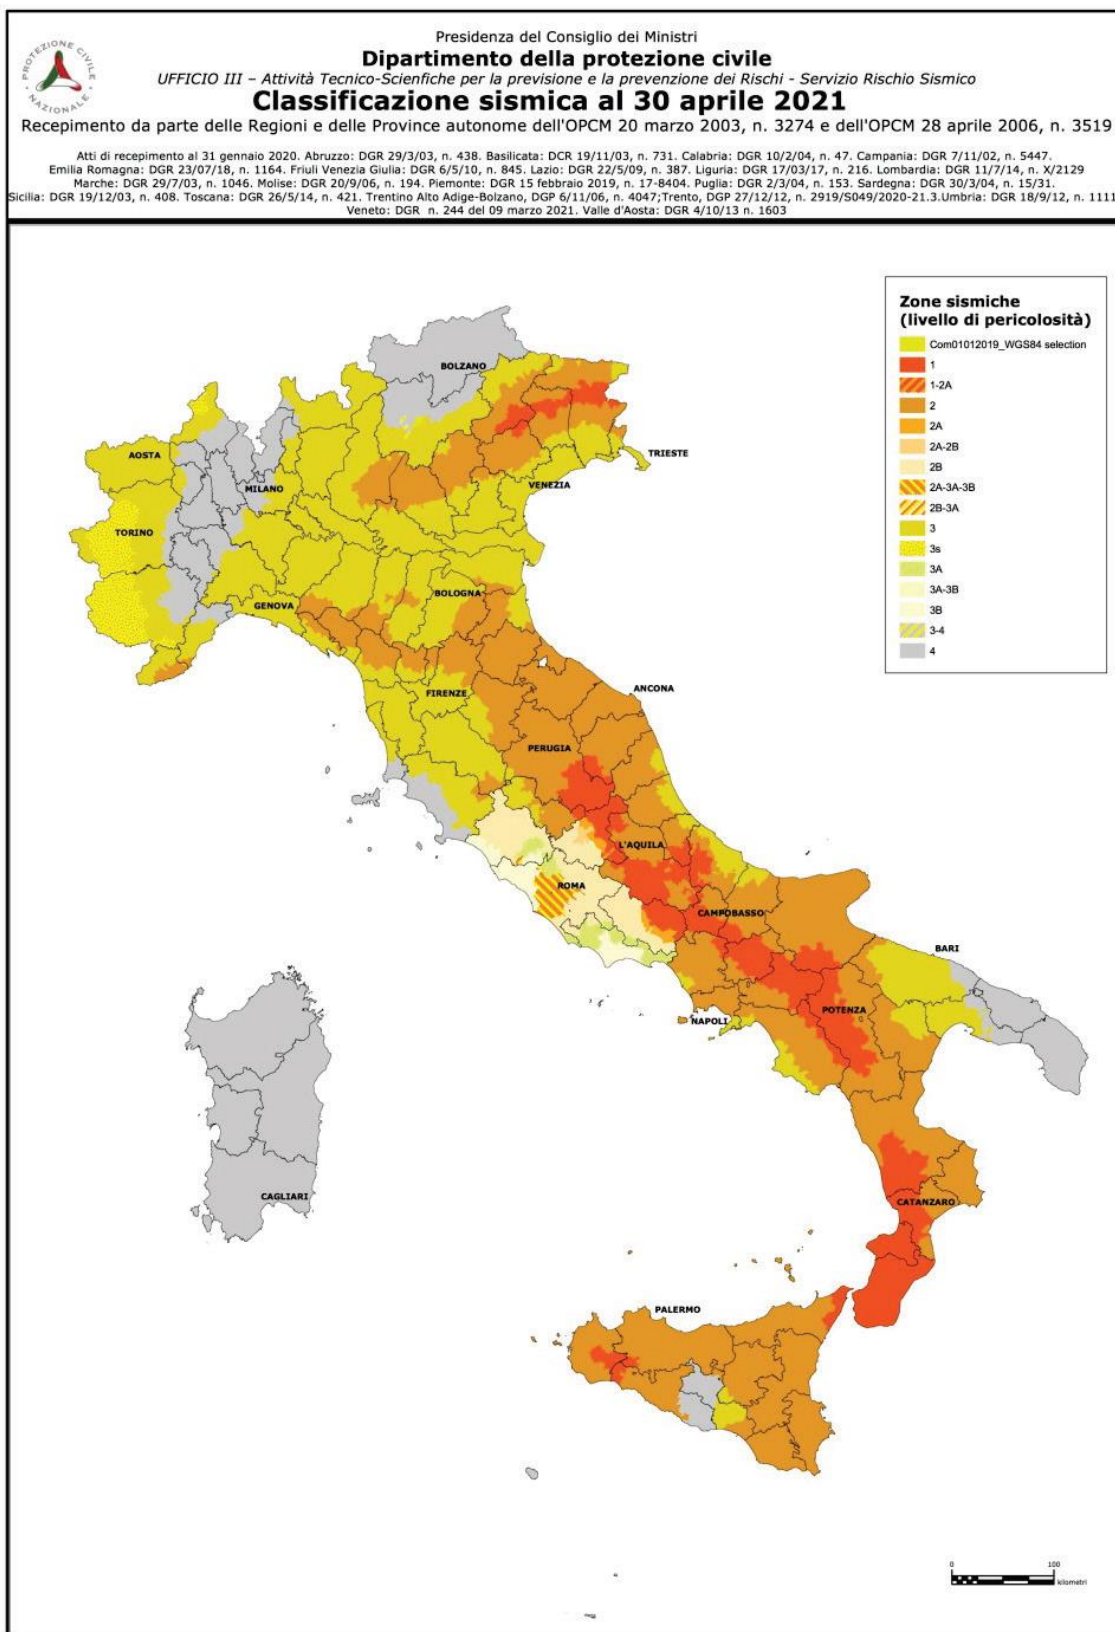 PROTEZIONE CIVILE
NAZIONALE
Presidenza del Consiglio dei Ministri
Dipartimento della protezione civile
UFFICIO III – Attività Tecnico-Scienfiche per la previsione e la prevenzione dei Rischi - Servizio Rischio Sismico
Classificazione sismica al 30 aprile 2021
Recepimento da parte delle Regioni e delle Province autonome dell'OPCM 20 marzo 2003, n. 3274 e dell'OPCM 28 aprile 2006, n. 3519
Atti di recepimento al 31 gennaio 2020. Abruzzo: DGR 29/3/03, n. 438. Basilicata: DCR 19/11/03, n. 731. Calabria: DGR 10/2/04, n. 47. Campania: DGR 7/11/02, n. 5447.
Emilia Romagna: DGR 23/07/18, n. 1164. Friuli Venezia Giulia: DGR 6/5/10, n. 845. Lazio: DGR 22/5/09, n. 387. Liguria: DGR 17/03/17, n. 216. Lombardia: DGR 11/7/14, n. X/2129
Marche: DGR 29/7/03, n. 1046. Molise: DGR 20/9/06, n. 194. Piemonte: DGR 15 febbraio 2019, n. 17-8404. Puglia: DGR 2/3/04, n. 153. Sardegna: DGR 30/3/04, n. 15/31.
Sicilia: DGR 19/12/03, n. 408. Toscana: DGR 26/5/14, n. 421. Trentino Alto Adige-Bolzano, DGP 6/11/06, n. 4047;Trento, DGP 27/12/12, n. 2919/S049/2020-21.3.Umbria: DGR 18/9/12, n. 1111
Veneto: DGR n. 244 del 09 marzo 2021. Valle d'Aosta: DGR 4/10/13 n. 1603
Zone sismiche
(livello di pericolosità)
Com01012019_WGS84 selection
1
1-2A
2
2A
2A-2B
2B
2A-3A-3B
2B-3A
3
3s
3A
3A-3B
3B
3-4
4
BOLZANO
AOSTA
TRIESTE
MILANO
VENEZIA
TORINO
BOLOGNA
GENOVA
FIRENZE
ANCONA
PERUGIA
L'AQUILA
ROMA
CAMPOBASSO
BARI
NAPOLI
POTENZA
CAGLIARI
CATANZARO
PALERMO
0 100
kilometri